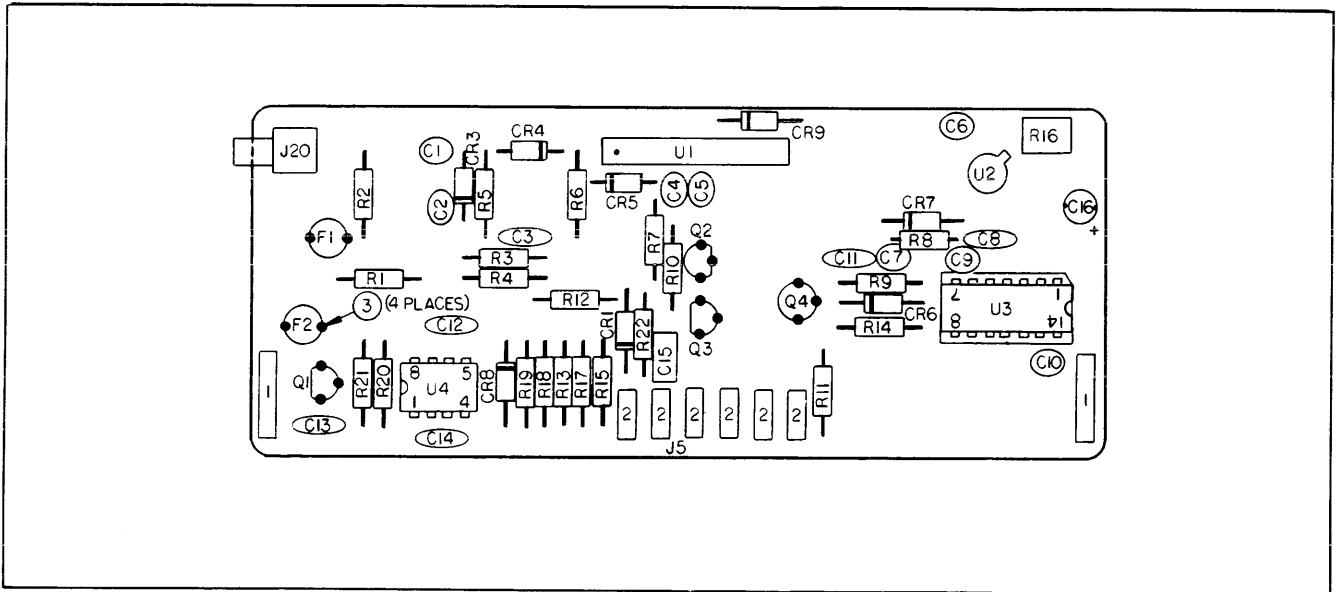 CR9
C6
R16
J20
C1
CR3
CR4
U1
U2
R2
C2
R5
R6
CR5
C4
C5
CR7
C16
+
F1
C3
R7
Q2
R8
C8
R3
R10
C11
C7
C9
R1
R4
R9
7
1
U3
3 (4 PLACES)
R12
Q4
CR6
F2
C12
CR1
R22
Q3
R14
8
14
C15
C10
Q1
R21
R20
8
5
U4
1
4
CR8
R19
R18
R13
R17
R15
R11
1
2
2
2
2
2
2
1
C13
C14
J5